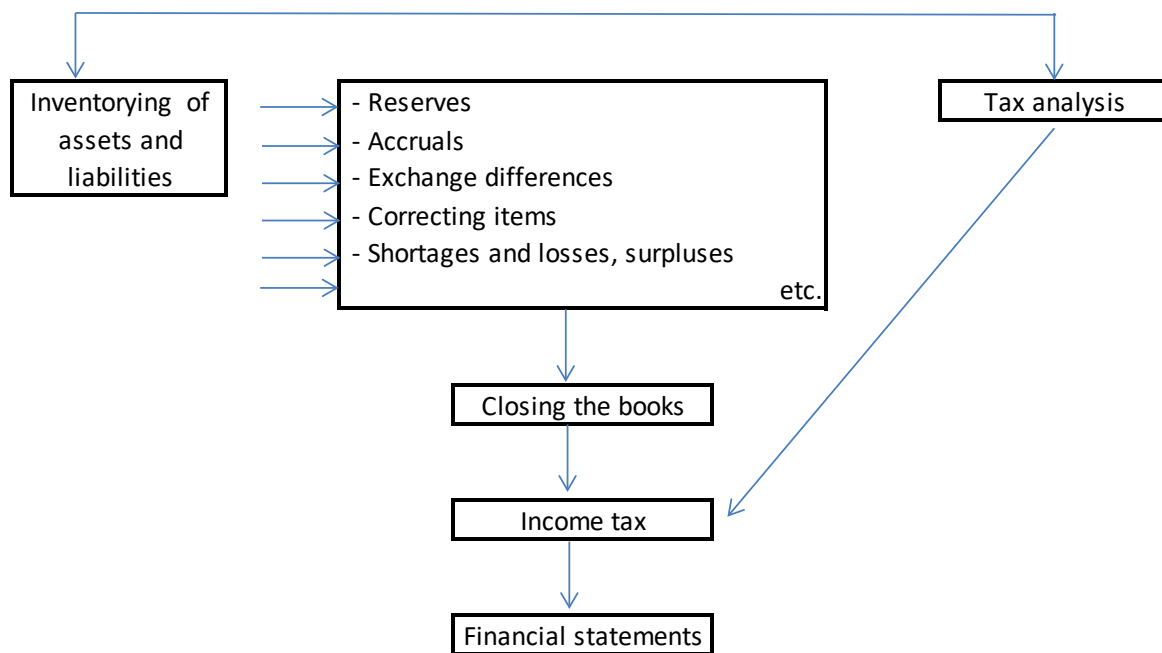 Inventorying of
assets and
liabilities
- Reserves
- Accruals
- Exchange differences
- Correcting items
- Shortages and losses, surpluses
etc.
Tax analysis
Closing the books
Income tax
Financial statements